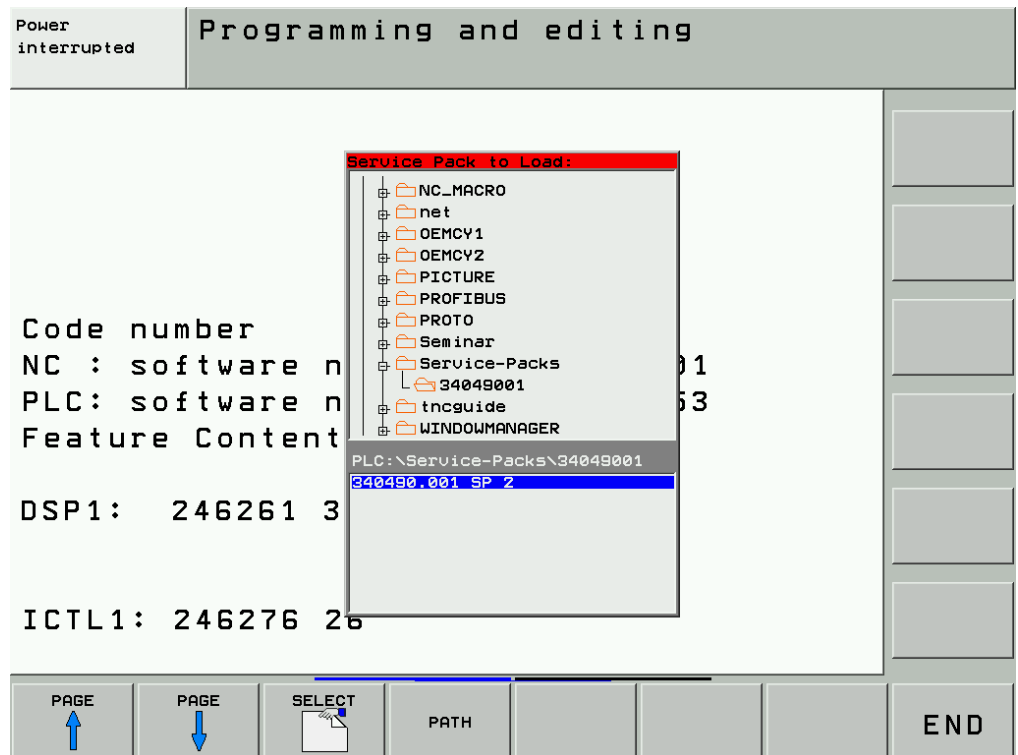 Power
interrupted
Programming and editing
Service Pack to Load:
NC_MACRO
net
OEMCY1
OEMCY2
PICTURE
PROFIBUS
PROTO
Seminar
Service-Packs
34049001
tncguide
WINDOWMANAGER
PLC:\Service-Packs\34049001
340490.001 SP 2
Code number
NC : software n 01
PLC: software n 53
Feature Content
DSP1: 246261 3
ICTL1: 246276 26
PAGE
PAGE
SELECT
PATH
END